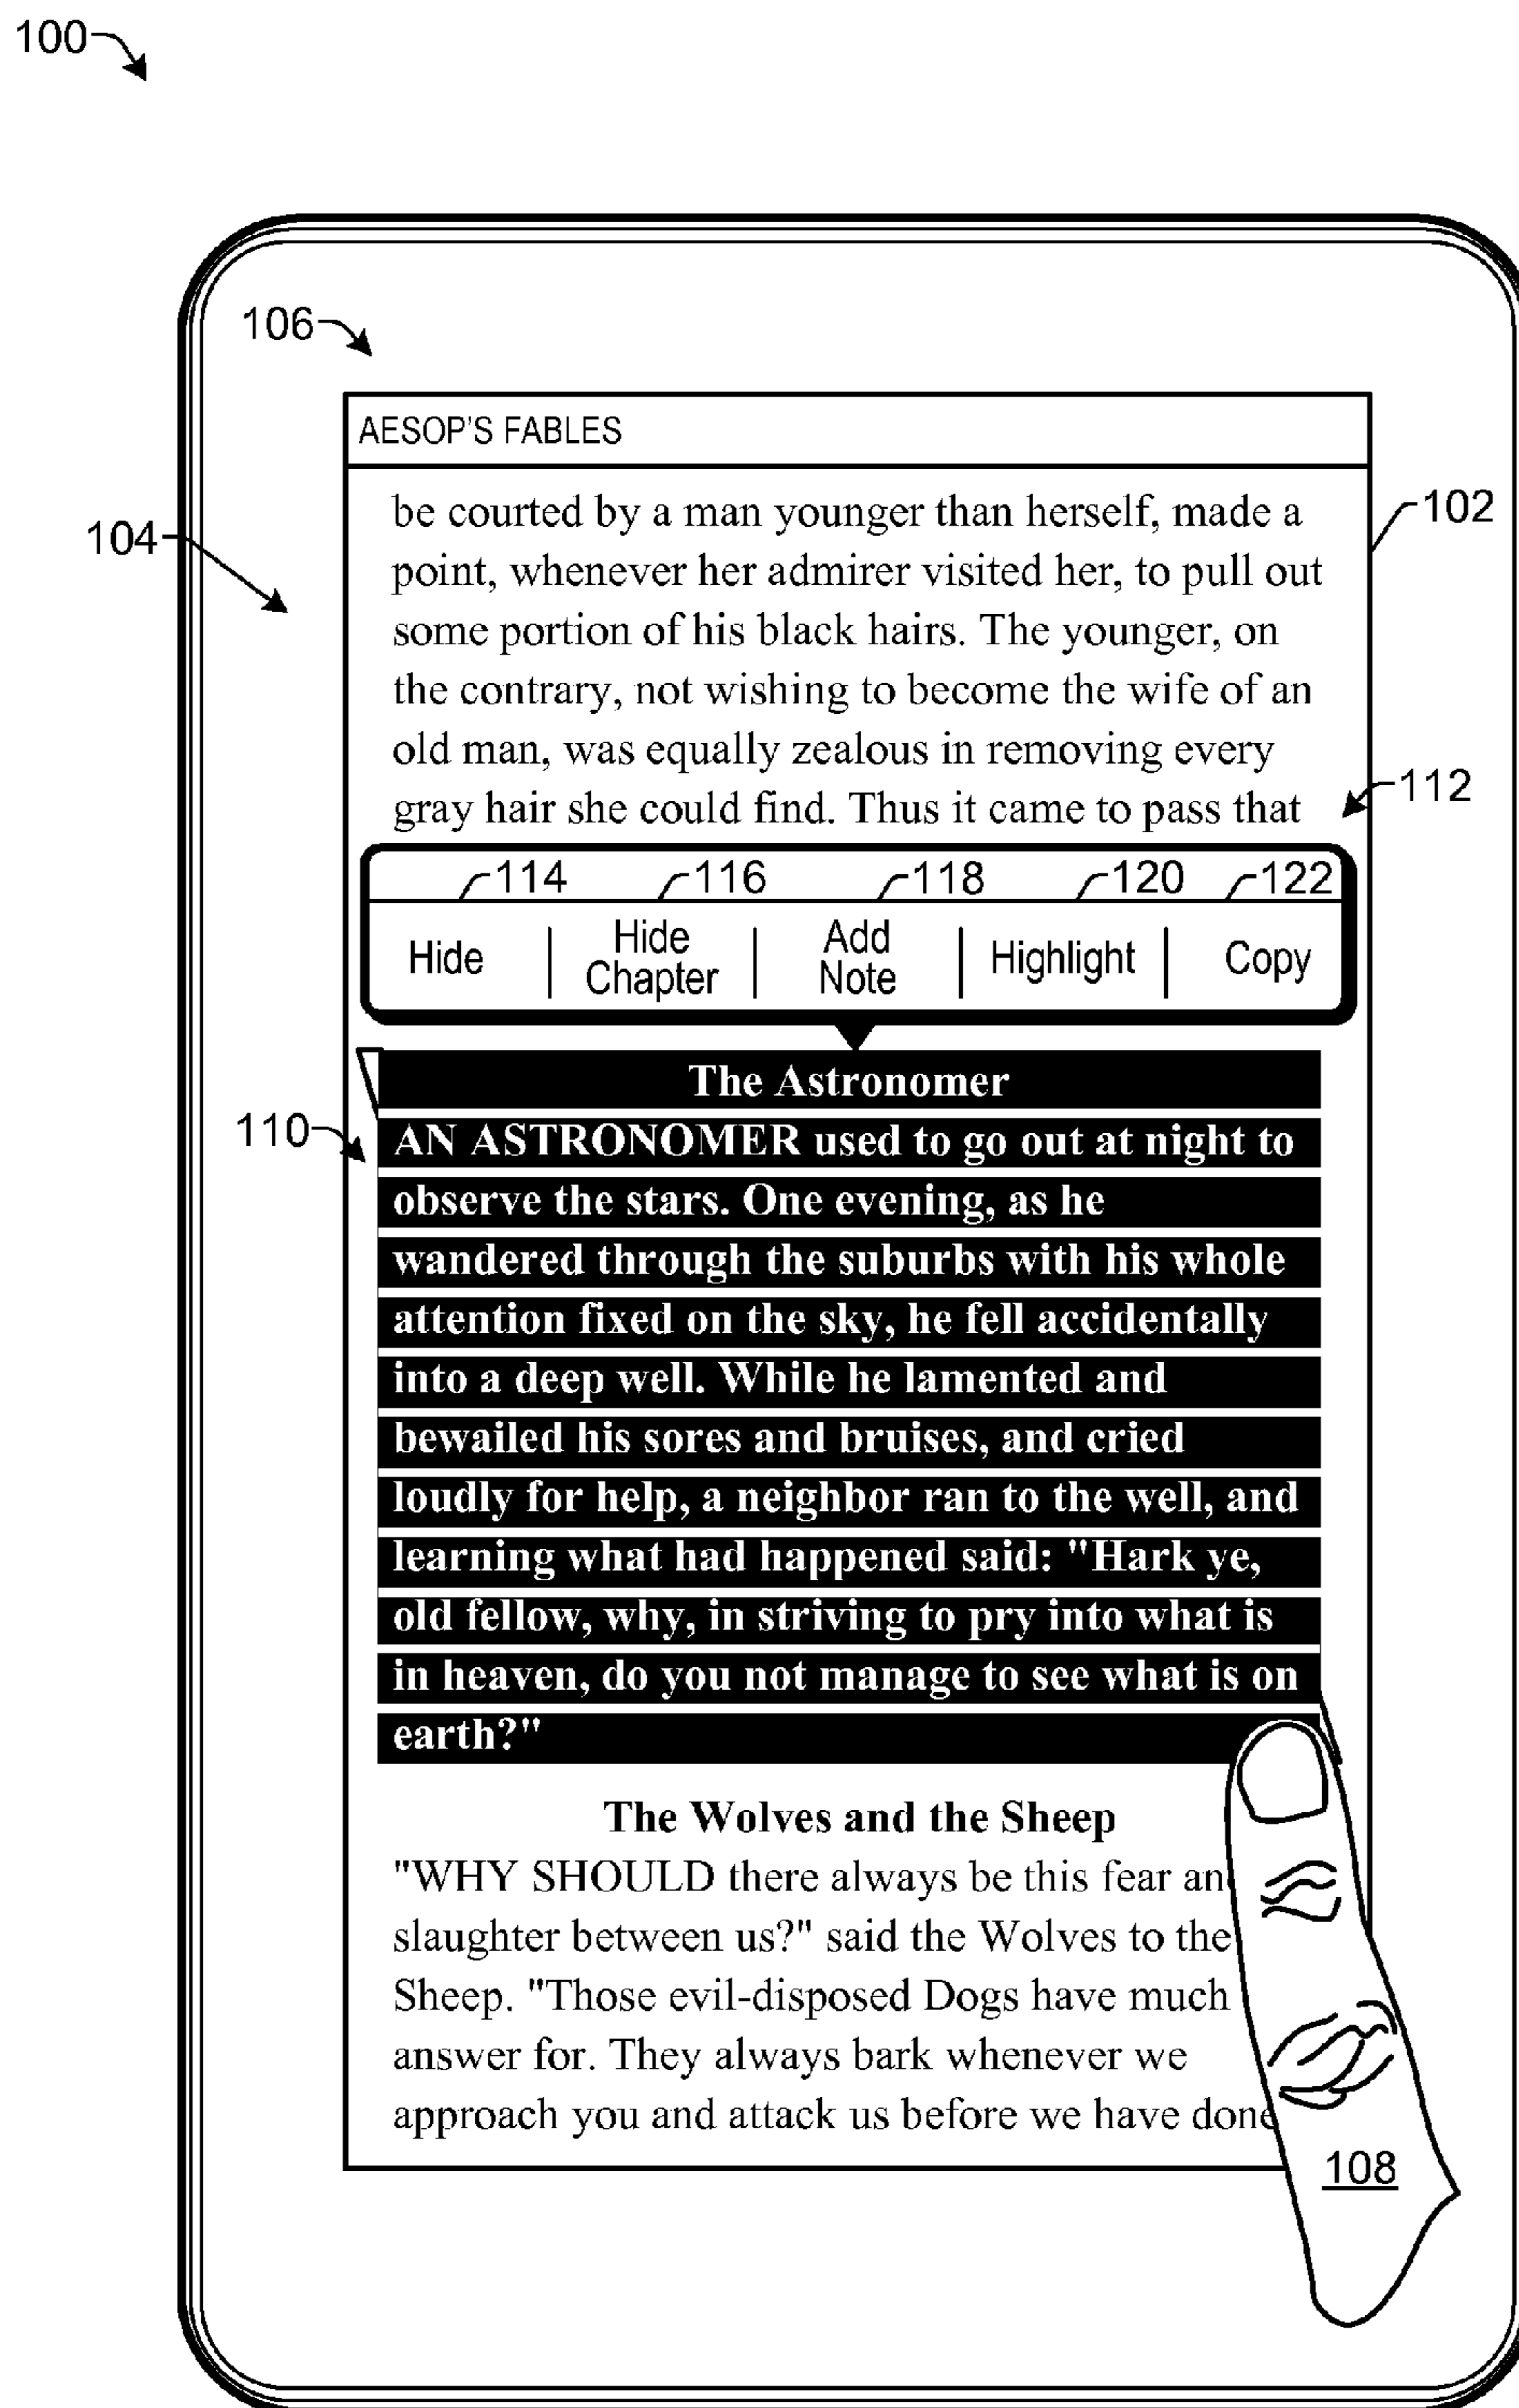 100
106
AESOP'S FABLES
104
102
be courted by a man younger than herself, made a
point, whenever her admirer visited her, to pull out
some portion of his black hairs. The younger, on
the contrary, not wishing to become the wife of an
old man, was equally zealous in removing every
gray hair she could find. Thus it came to pass that
112
114 116 118 120 122
Hide | Hide Chapter | Add Note | Highlight | Copy
The Astronomer
110
AN ASTRONOMER used to go out at night to
observe the stars. One evening, as he
wandered through the suburbs with his whole
attention fixed on the sky, he fell accidentally
into a deep well. While he lamented and
bewailed his sores and bruises, and cried
loudly for help, a neighbor ran to the well, and
learning what had happened said: "Hark ye,
old fellow, why, in striving to pry into what is
in heaven, do you not manage to see what is on
earth?"
The Wolves and the Sheep
"WHY SHOULD there always be this fear an
slaughter between us?" said the Wolves to the
Sheep. "Those evil-disposed Dogs have much
answer for. They always bark whenever we
approach you and attack us before we have done
108